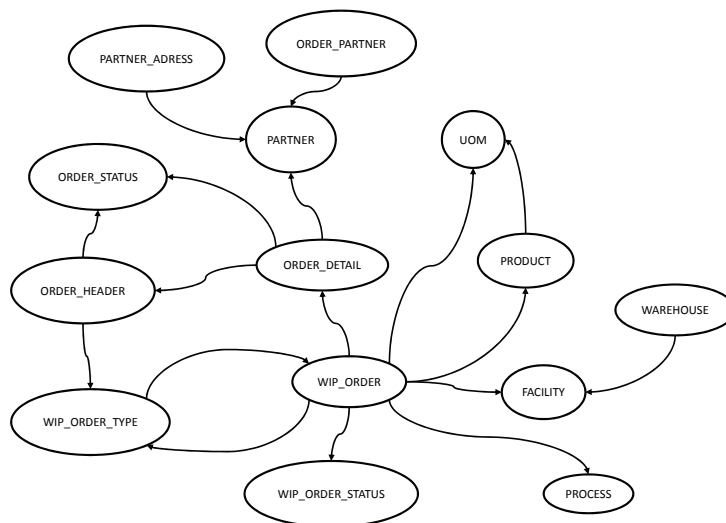 ORDER_PARTNER
PARTNER_ADRESS
PARTNER
UOM
ORDER_STATUS
ORDER_DETAIL
PRODUCT
ORDER_HEADER
WAREHOUSE
WIP_ORDER
FACILITY
WIP_ORDER_TYPE
WIP_ORDER_STATUS
PROCESS